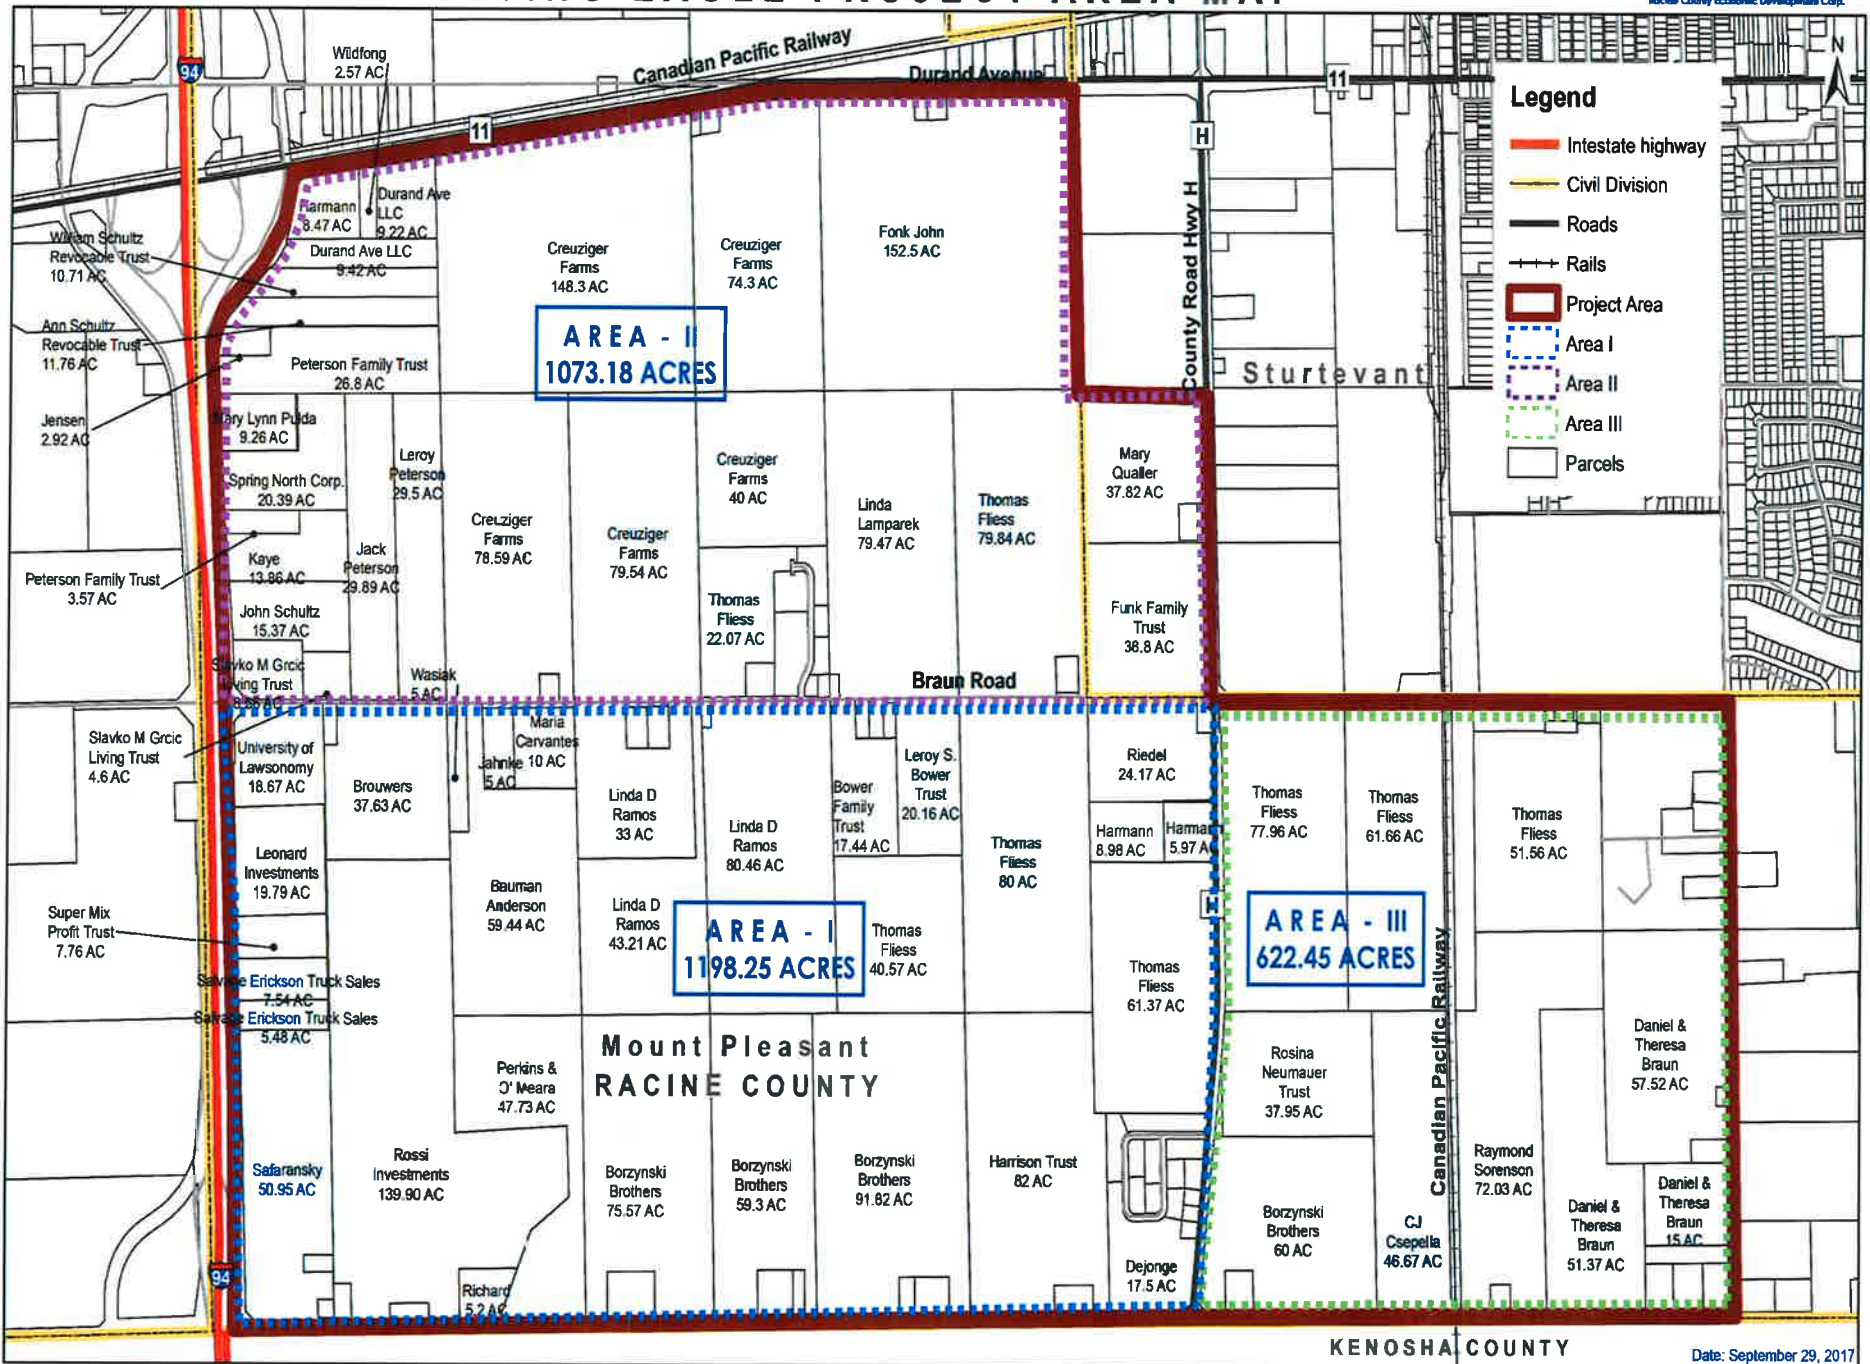 PROJECT AREA MAP
Racine County Economic Development Corp.
94
Wildfong
2.57 AC
Canadian Pacific Railway
Durand Avenue
11
11
N
H
Legend
Intestate highway
Civil Division
Roads
Rails
Project Area
Area I
Area II
Area III
Parcels
County Road Hwy H
Sturtevant
William Schultz
Revocable Trust
10.71 AC
Harmann
8.47 AC
Durand Ave
LLC
9.22 AC
Durand Ave LLC
9.42 AC
Creuziger
Farms
148.3 AC
Creuziger
Farms
74.3 AC
Fonk John
152.5 AC
Ann Schultz
Revocable Trust
11.76 AC
AREA - II
1073.18 ACRES
Peterson Family Trust
26.8 AC
Jensen
2.92 AC
Mary Lynn Pulda
9.26 AC
Spring North Corp.
20.39 AC
Leroy
Peterson
29.5 AC
Creuziger
Farms
78.59 AC
Creuziger
Farms
79.54 AC
Creuziger
Farms
40 AC
Linda
Lamparek
79.47 AC
Thomas
Fliess
79.84 AC
Mary
Qualler
37.82 AC
Peterson Family Trust
3.57 AC
Kaye
13.86 AC
Jack
Peterson
29.89 AC
John Schultz
15.37 AC
Thomas
Fliess
22.07 AC
Funk Family
Trust
38.8 AC
Slavko M Grcic
Living Trust
Wasiak
5 AC
Braun Road
Slavko M Grcic
Living Trust
4.6 AC
University of
Lawsonomy
18.67 AC
Brouwers
37.63 AC
Jahnke
5 AC
Maria
Cervantes
10 AC
Linda D
Ramos
33 AC
Linda D
Ramos
80.46 AC
Bower
Family
Trust
17.44 AC
Leroy S.
Bower
Trust
20.16 AC
Thomas
Fliess
80 AC
Riedel
24.17 AC
Harmann
8.98 AC
Harmann
5.97 AC
Thomas
Fliess
77.96 AC
Thomas
Fliess
61.66 AC
Thomas
Fliess
51.56 AC
Leonard
Investments
19.79 AC
Super Mix
Profit Trust
7.76 AC
Bauman
Anderson
59.44 AC
Linda D
Ramos
43.21 AC
AREA - I
1198.25 ACRES
Thomas
Fliess
40.57 AC
H
AREA - III
622.45 ACRES
Thomas
Fliess
61.37 AC
Salvage Erickson Truck Sales
7.54 AC
Salvage Erickson Truck Sales
5.48 AC
Mount Pleasant
RACINE COUNTY
Perkins &
O' Meara
47.73 AC
Rosina
Neumauer
Trust
37.95 AC
Canadian Pacific Railway
Daniel &
Theresa
Braun
57.52 AC
Safaransky
50.95 AC
Rossi
Investments
139.90 AC
Borzynski
Brothers
75.57 AC
Borzynski
Brothers
59.3 AC
Borzynski
Brothers
91.82 AC
Harrison Trust
82 AC
Borzynski
Brothers
60 AC
CJ
Csepella
46.67 AC
Raymond
Sorenson
72.03 AC
Daniel &
Theresa
Braun
51.37 AC
Daniel &
Theresa
Braun
15 AC
94
Richard
5.2 AC
Dejonge
17.5 AC
KENOSHA COUNTY
Date: September 29, 2017